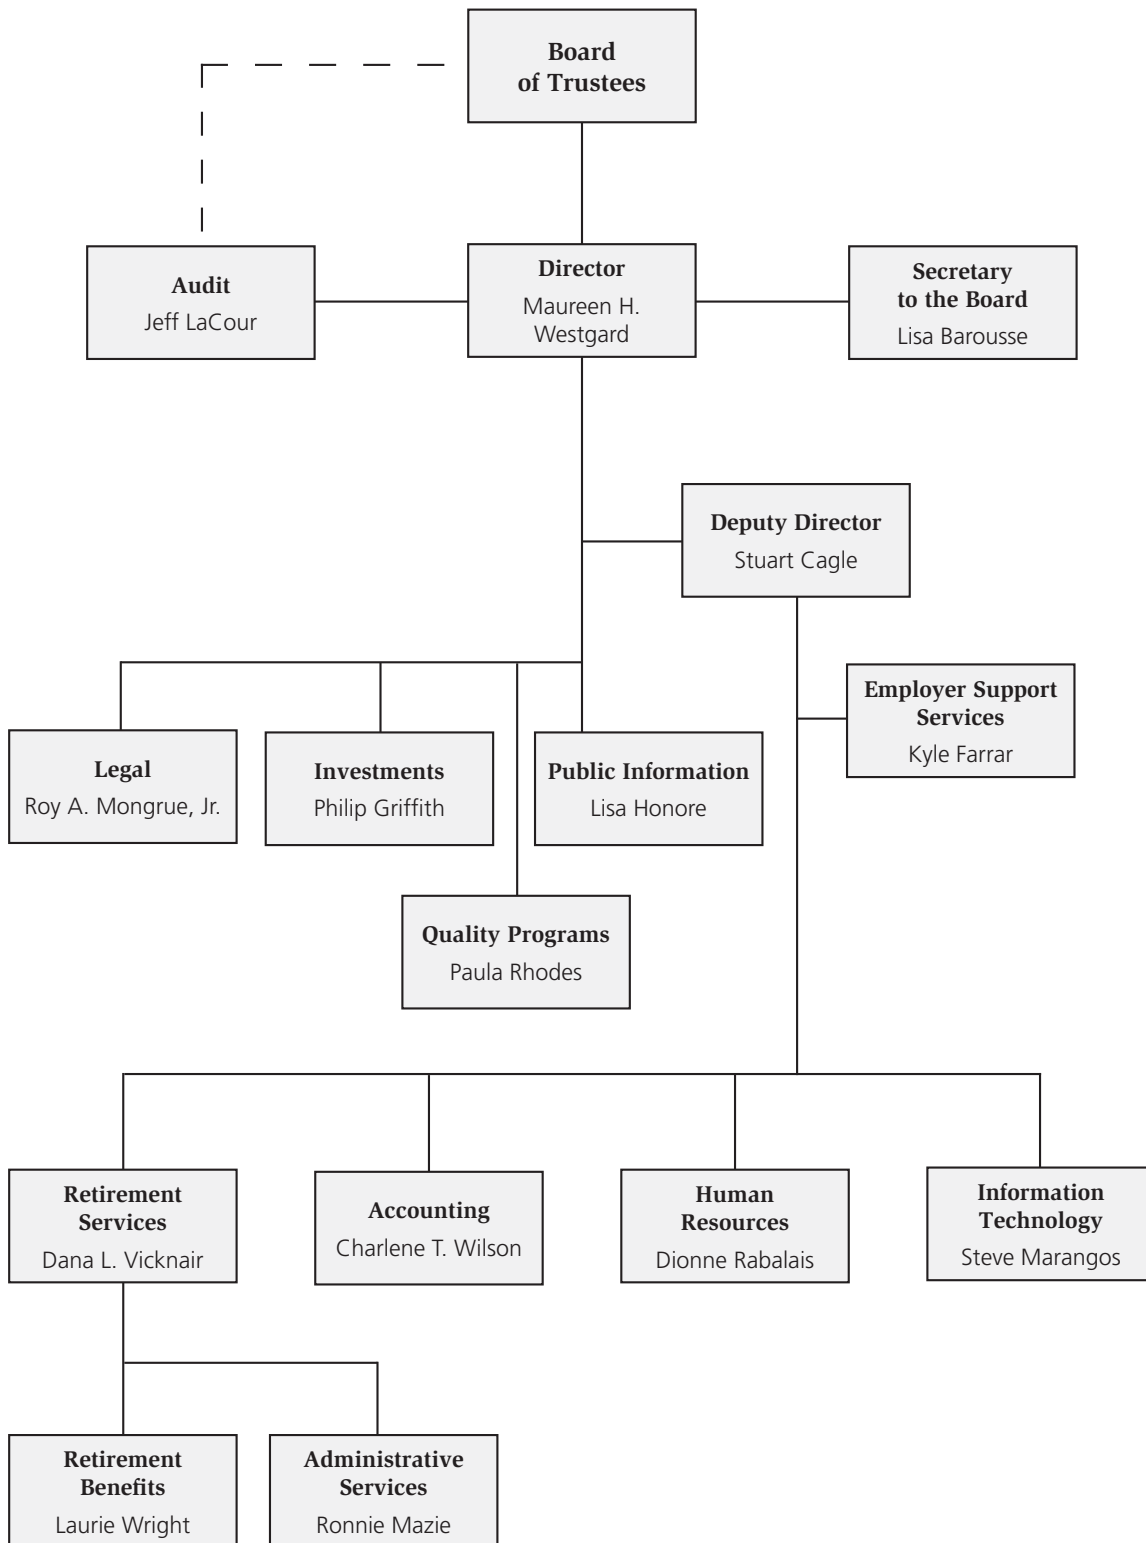 Board
of Trustees
Audit
Jeff LaCour
Director
Maureen H.
Westgard
Secretary
to the Board
Lisa Barousse
Deputy Director
Stuart Cagle
Employer Support
Services
Kyle Farrar
Legal
Roy A. Mongrue, Jr.
Investments
Philip Griffith
Public Information
Lisa Honore
Quality Programs
Paula Rhodes
Retirement
Services
Dana L. Vicknair
Accounting
Charlene T. Wilson
Human
Resources
Dionne Rabalais
Information
Technology
Steve Marangos
Retirement
Benefits
Laurie Wright
Administrative
Services
Ronnie Mazie